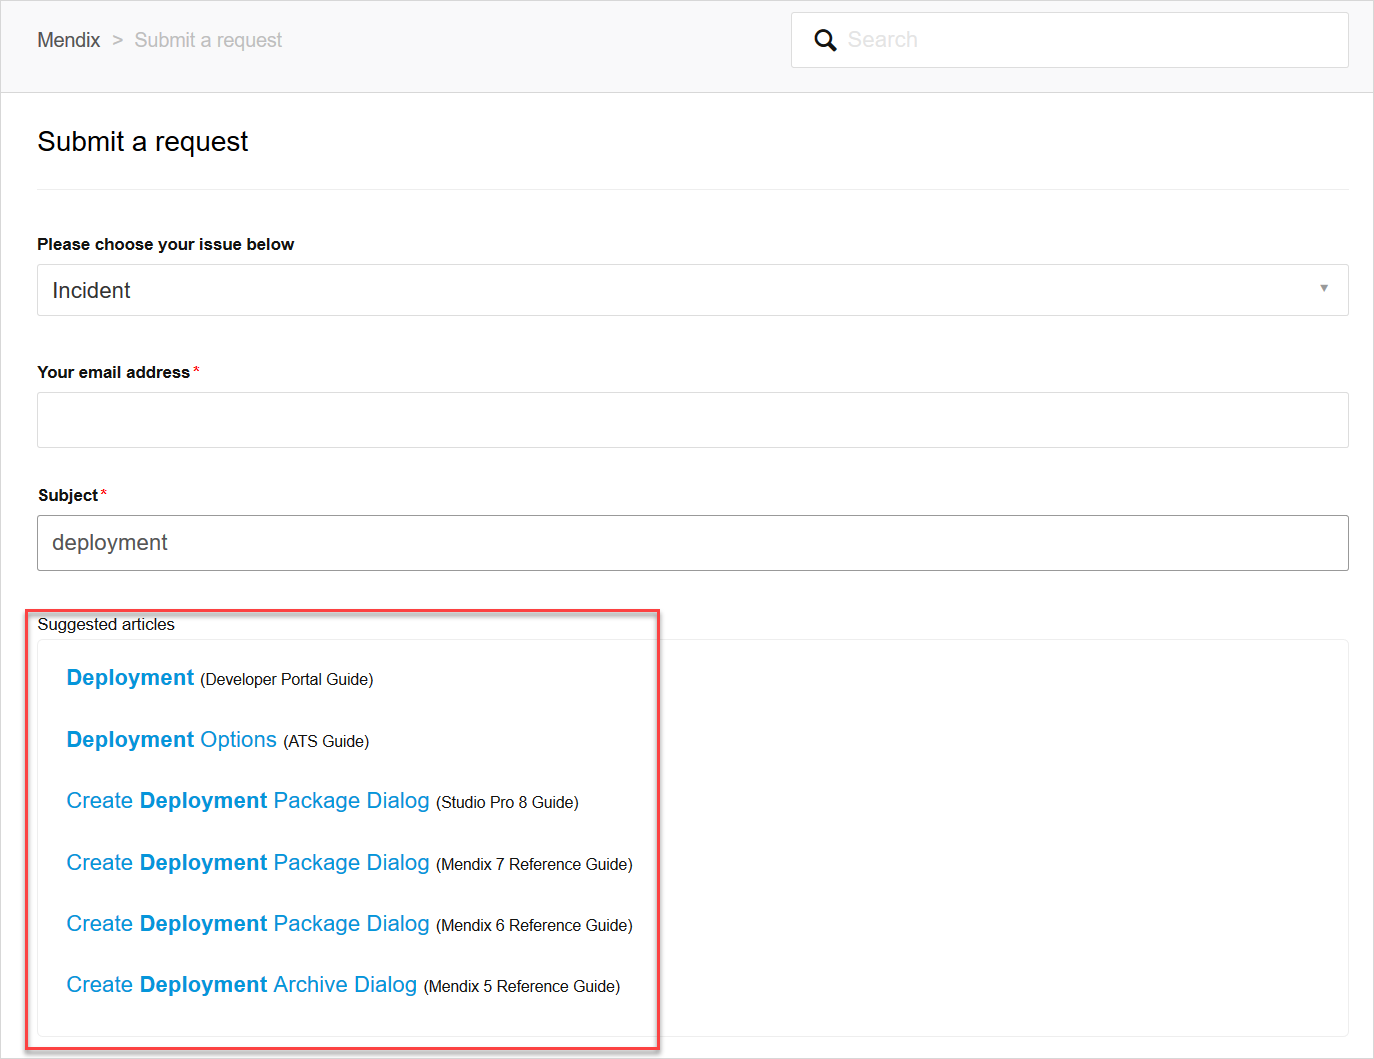 Mendix > Submit a request
Search
Submit a request
Please choose your issue below
Incident
Your email address*
Subject*
deployment
Suggested articles
Deployment (Developer Portal Guide)
Deployment Options (ATS Guide)
Create Deployment Package Dialog (Studio Pro 8 Guide)
Create Deployment Package Dialog (Mendix 7 Reference Guide)
Create Deployment Package Dialog (Mendix 6 Reference Guide)
Create Deployment Archive Dialog (Mendix 5 Reference Guide)